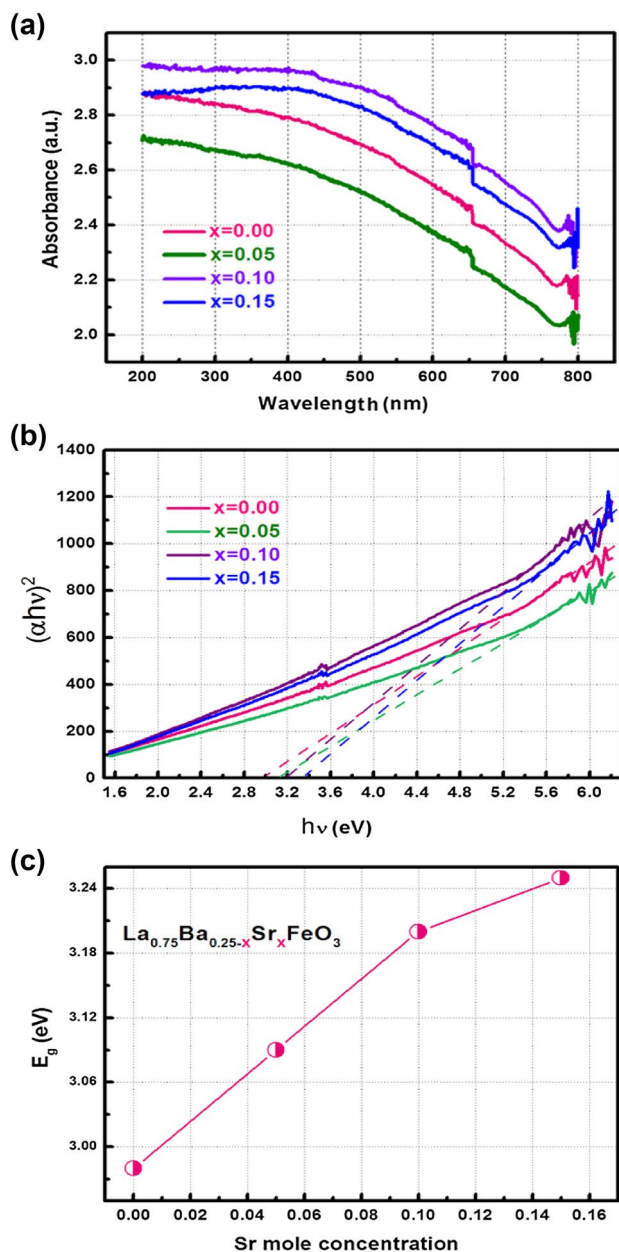 (a)
3.0
2.8
2.6
2.4
2.2
2.0
Absorbance (a.u.)
x=0.00
x=0.05
x=0.10
x=0.15
200 300 400 500 600 700 800
Wavelength (nm)
(b)
1400
1200
1000
800
600
400
200
0
(αhν)²
x=0.00
x=0.05
x=0.10
x=0.15
1.6 2.0 2.4 2.8 3.2 3.6 4.0 4.4 4.8 5.2 5.6 6.0
hν (eV)
(c)
3.24
3.18
3.12
3.06
3.00
E_g (eV)
La₀.₇₅Ba₀.₂₅₋ₓSrₓFeO₃
0.00 0.02 0.04 0.06 0.08 0.10 0.12 0.14 0.16
Sr mole concentration